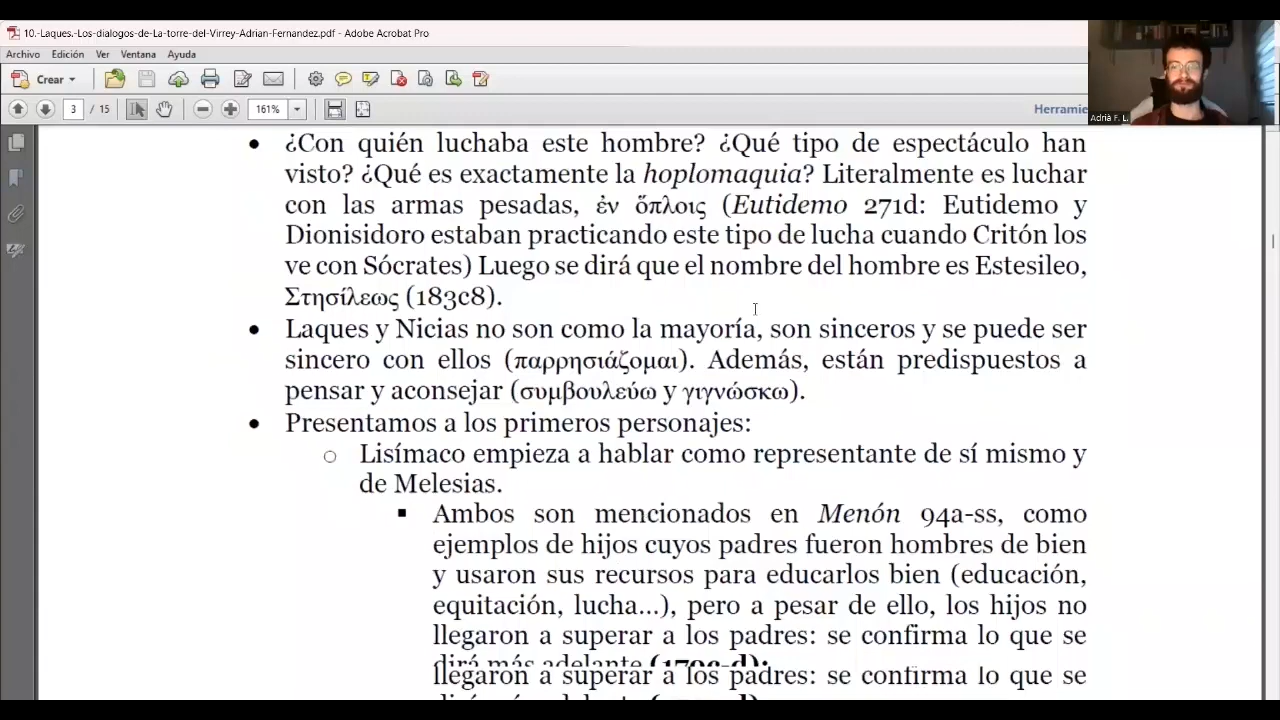 10.-Laques.-Los-dialogos-de-La-torre-del-Virrey-Adrian-Fernandez.pdf - Adobe Acrobat Pro
Archivo Edición Ver Ventana Ayuda
Crear
3 / 15 161% Herramie
Adrià F. L.
• ¿Con quién luchaba este hombre? ¿Qué tipo de espectáculo han
visto? ¿Qué es exactamente la hoplomaquia? Literalmente es luchar
con las armas pesadas, ἐν ὅπλοις (Eutidemo 271d: Eutidemo y
Dionisidoro estaban practicando este tipo de lucha cuando Critón los
ve con Sócrates) Luego se dirá que el nombre del hombre es Estesileo,
Στησίλεως (183c8).
• Laques y Nicias no son como la mayoría, son sinceros y se puede ser
sincero con ellos (παρρησιάζομαι). Además, están predispuestos a
pensar y aconsejar (συμβουλεύω y γιγνώσκω).
• Presentamos a los primeros personajes:
○ Lisímaco empieza a hablar como representante de sí mismo y
de Melesias.
▪ Ambos son mencionados en Menón 94a-ss, como
ejemplos de hijos cuyos padres fueron hombres de bien
y usaron sus recursos para educarlos bien (educación,
equitación, lucha...), pero a pesar de ello, los hijos no
llegaron a superar a los padres: se confirma lo que se
dirá más adelante (179c-d):
llegaron a superar a los padres: se confirma lo que se